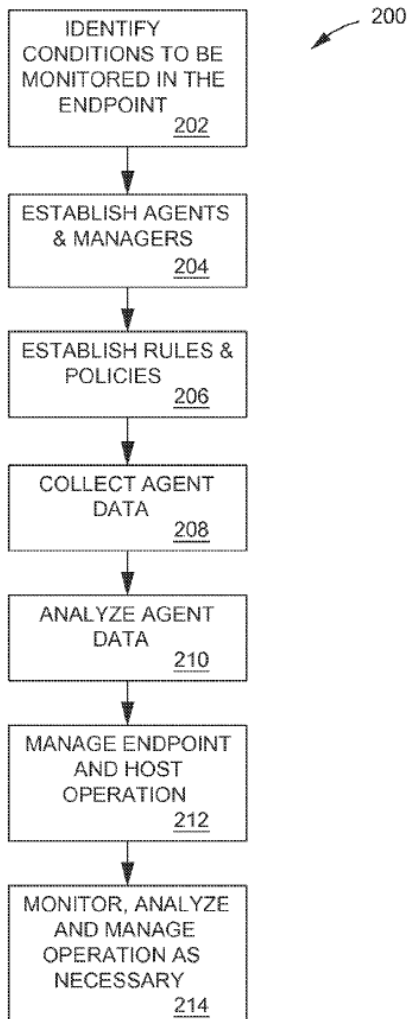 200
IDENTIFY
CONDITIONS TO BE
MONITORED IN THE
ENDPOINT
202
ESTABLISH AGENTS
& MANAGERS
204
ESTABLISH RULES &
POLICIES
206
COLLECT AGENT
DATA
208
ANALYZE AGENT
DATA
210
MANAGE ENDPOINT
AND HOST
OPERATION
212
MONITOR, ANALYZE
AND MANAGE
OPERATION AS
NECESSARY
214